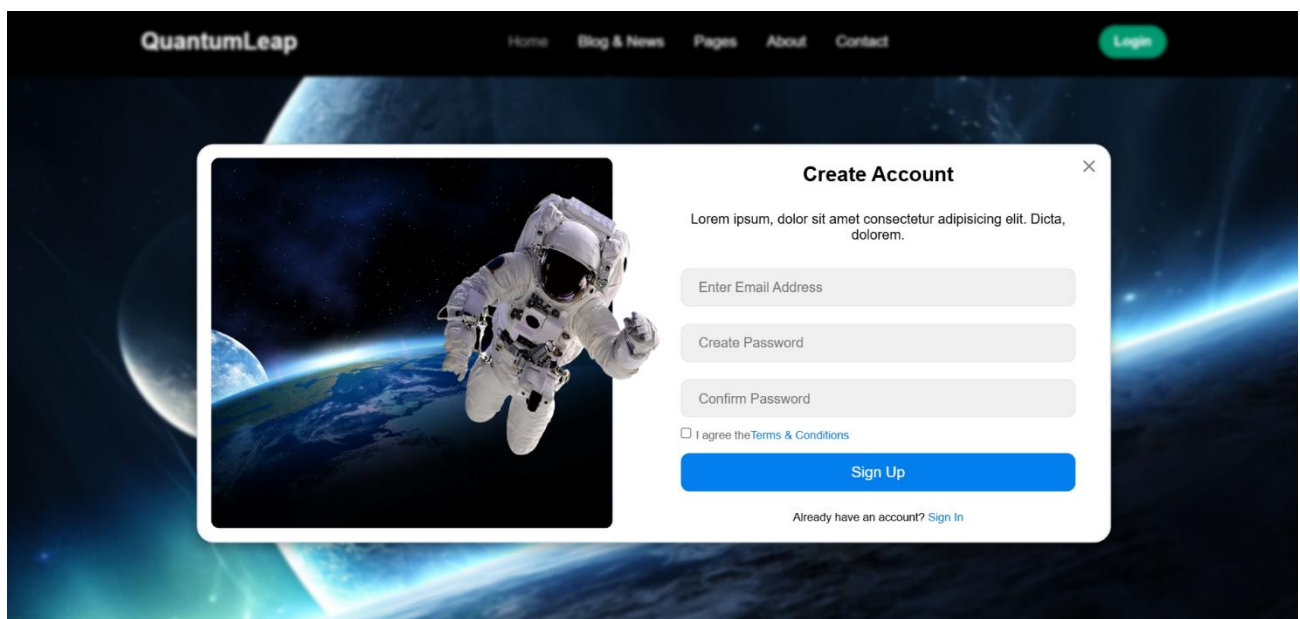 QuantumLeap
Home Blog & News Pages About Contact
Login
Create Account
×
Lorem ipsum, dolor sit amet consectetur adipisicing elit. Dicta,
dolorem.
Enter Email Address
Create Password
Confirm Password
I agree theTerms & Conditions
Sign Up
Already have an account? Sign In